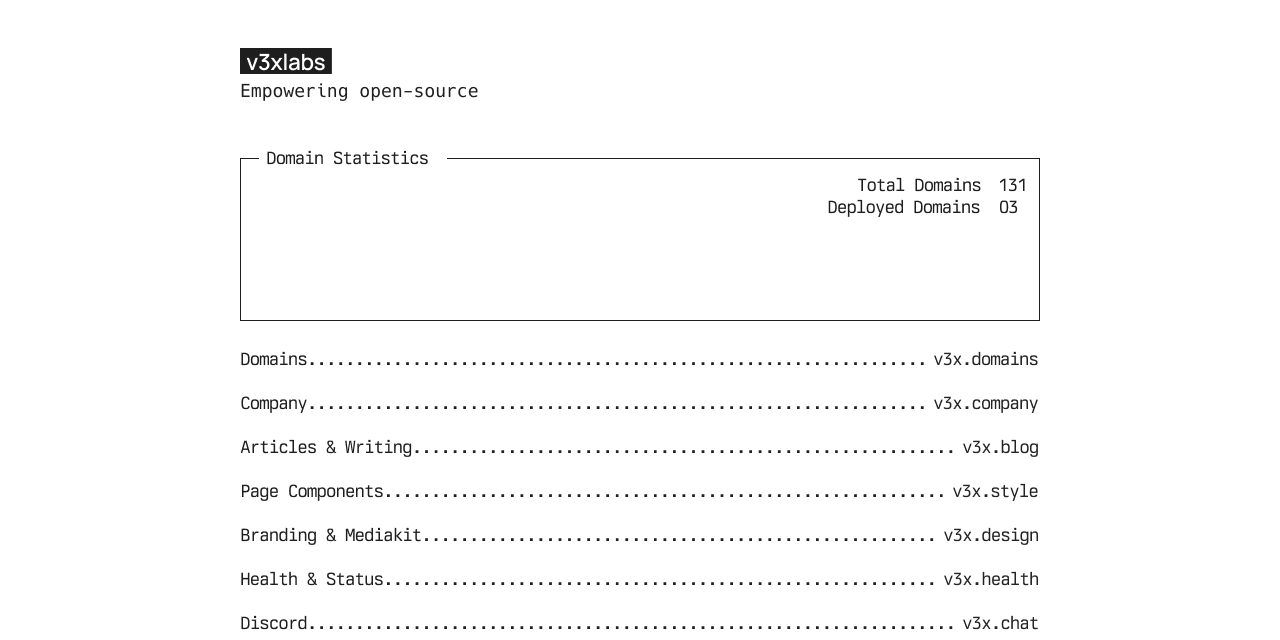 v3xlabs
Empowering open-source
Domain Statistics
Total Domains 131
Deployed Domains 03
Domains................................................................. v3x.domains
Company................................................................. v3x.company
Articles & Writing......................................................... v3x.blog
Page Components........................................................... v3x.style
Branding & Mediakit...................................................... v3x.design
Health & Status.......................................................... v3x.health
Discord.................................................................... v3x.chat